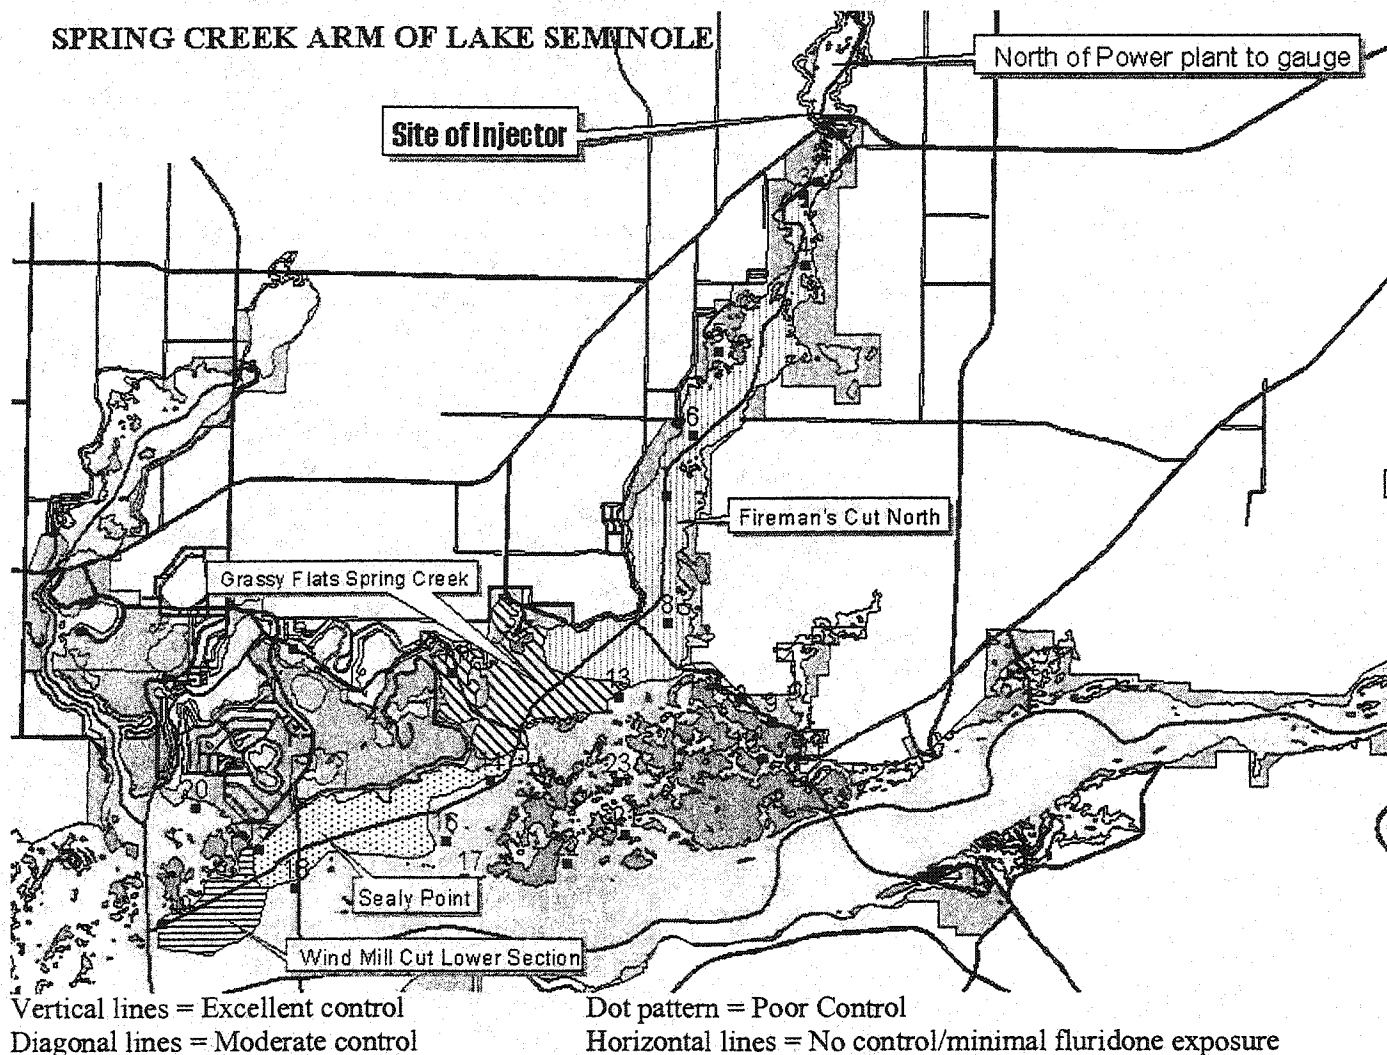 SPRING CREEK ARM OF LAKE SEMINOLE
North of Power plant to gauge
Site of Injector
6
Fireman's Cut North
Grassy Flats Spring Creek
8
13
23
20
6
17
8
Sealy Point
Wind Mill Cut Lower Section
Vertical lines = Excellent control
Dot pattern = Poor Control
Diagonal lines = Moderate control
Horizontal lines = No control/minimal fluridone exposure